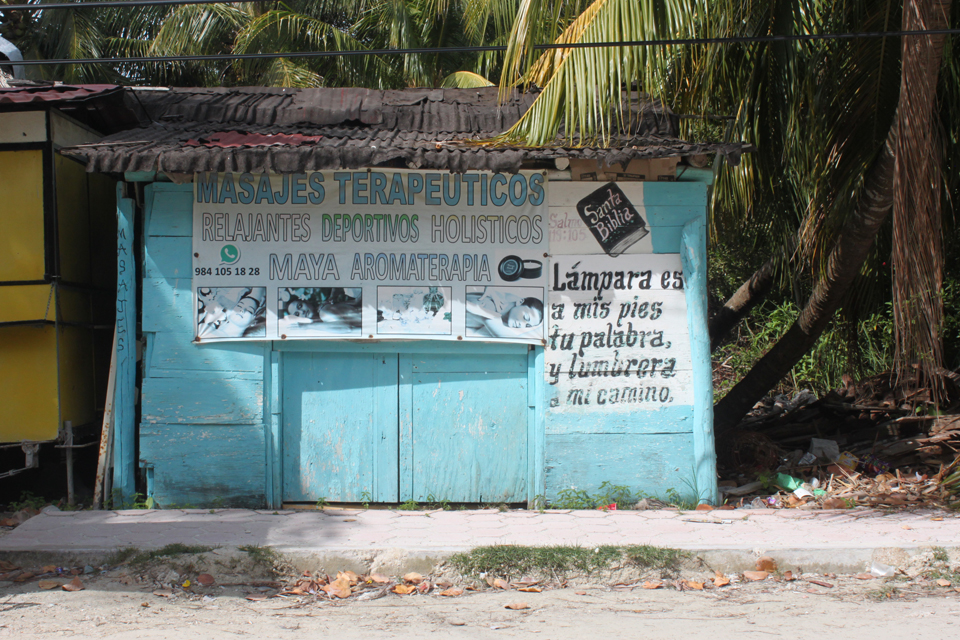 MASAJES TERAPEUTICOS
RELAJANTES DEPORTIVOS HOLISTICOS
984 105 18 28
MAYA AROMATERAPIA
Santa
Biblia
Lámpara es
a mis pies
tu palabra,
y lumbrera
a mi camino.
MASAJES